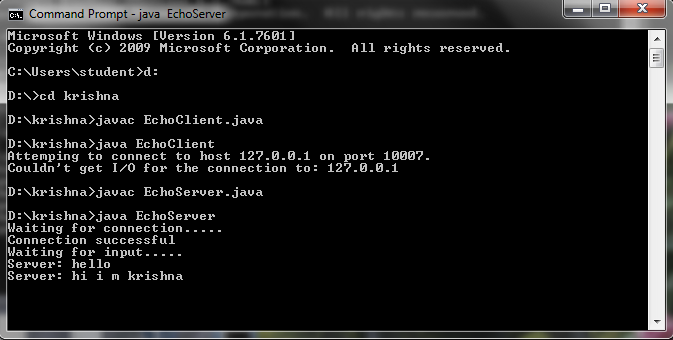 Command Prompt - java EchoServer
Microsoft Windows [Version 6.1.7601]
Copyright (c) 2009 Microsoft Corporation.  All rights reserved.
C:\Users\student>d:
D:\>cd krishna
D:\krishna>javac EchoClient.java
D:\krishna>java EchoClient
Attemping to connect to host 127.0.0.1 on port 10007.
Couldn't get I/O for the connection to: 127.0.0.1
D:\krishna>javac EchoServer.java
D:\krishna>java EchoServer
Waiting for connection.....
Connection successful
Waiting for input.....
Server: hello
Server: hi i m krishna